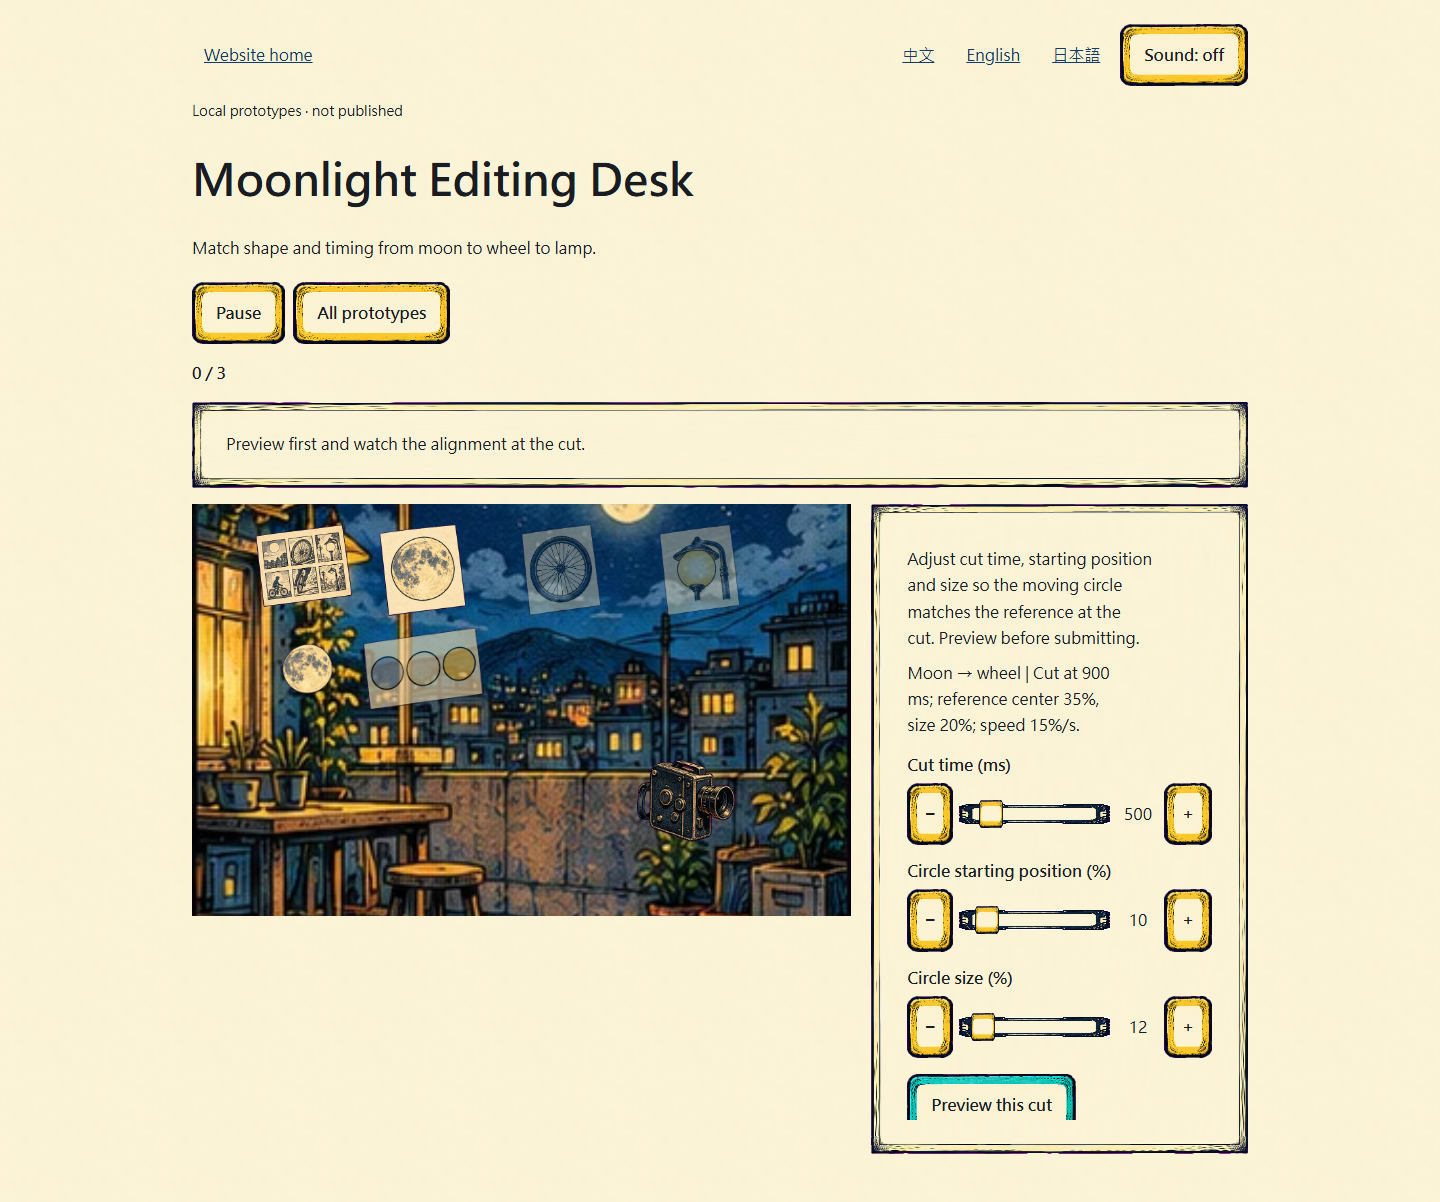 Website home
中文 English 日本語 Sound: off
Local prototypes · not published
Moonlight Editing Desk
Match shape and timing from moon to wheel to lamp.
Pause All prototypes
0 / 3
Preview first and watch the alignment at the cut.
Adjust cut time, starting position
and size so the moving circle
matches the reference at the
cut. Preview before submitting.
Moon → wheel | Cut at 900
ms; reference center 35%,
size 20%; speed 15%/s.
Cut time (ms)
− 500 +
Circle starting position (%)
− 10 +
Circle size (%)
− 12 +
Preview this cut